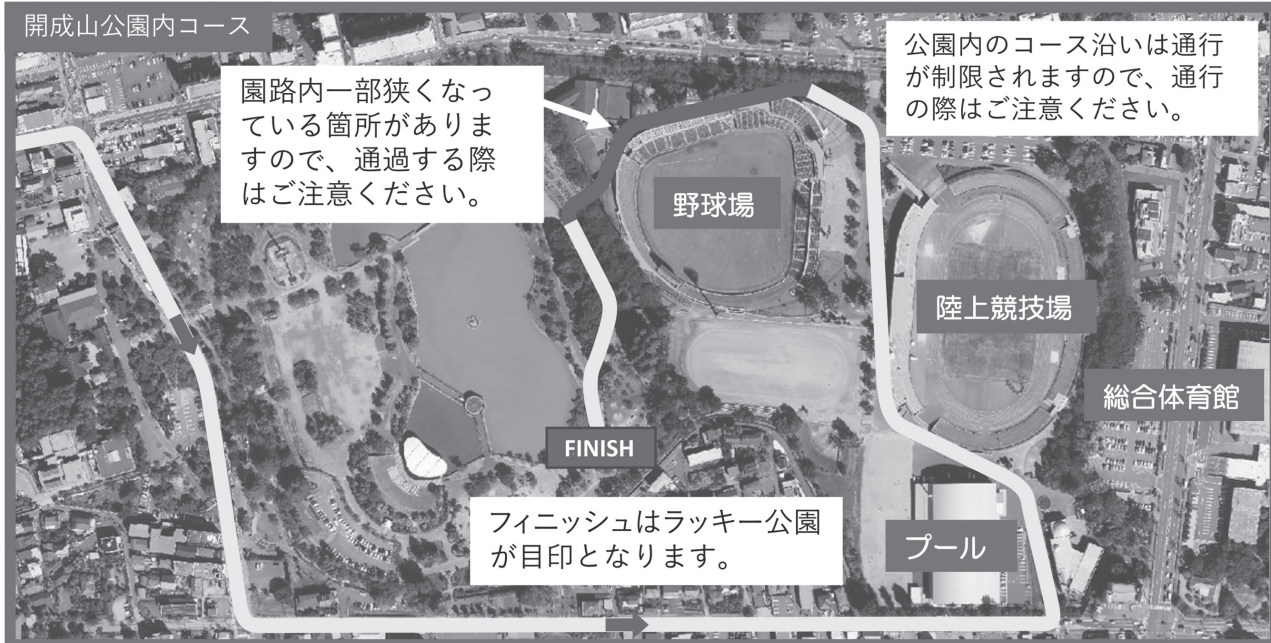 開成山公園内コース
園路内一部狭くなっ
ている箇所がありま
すので、通過する際
はご注意ください。
公園内のコース沿いは通行
が制限されますので、通行
の際はご注意ください。
野球場
陸上競技場
総合体育館
FINISH
フィニッシュはラッキー公園
が目印となります。
プール